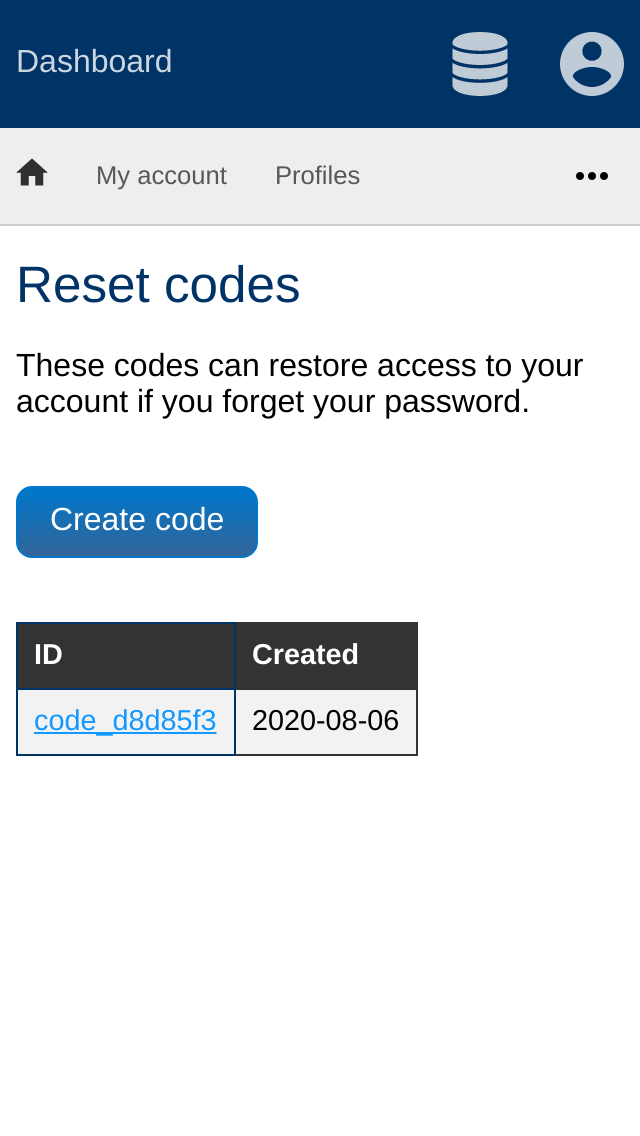 Dashboard
My account Profiles
Reset codes
These codes can restore access to your
account if you forget your password.
Create code
ID Created
code_d8d85f3 2020-08-06